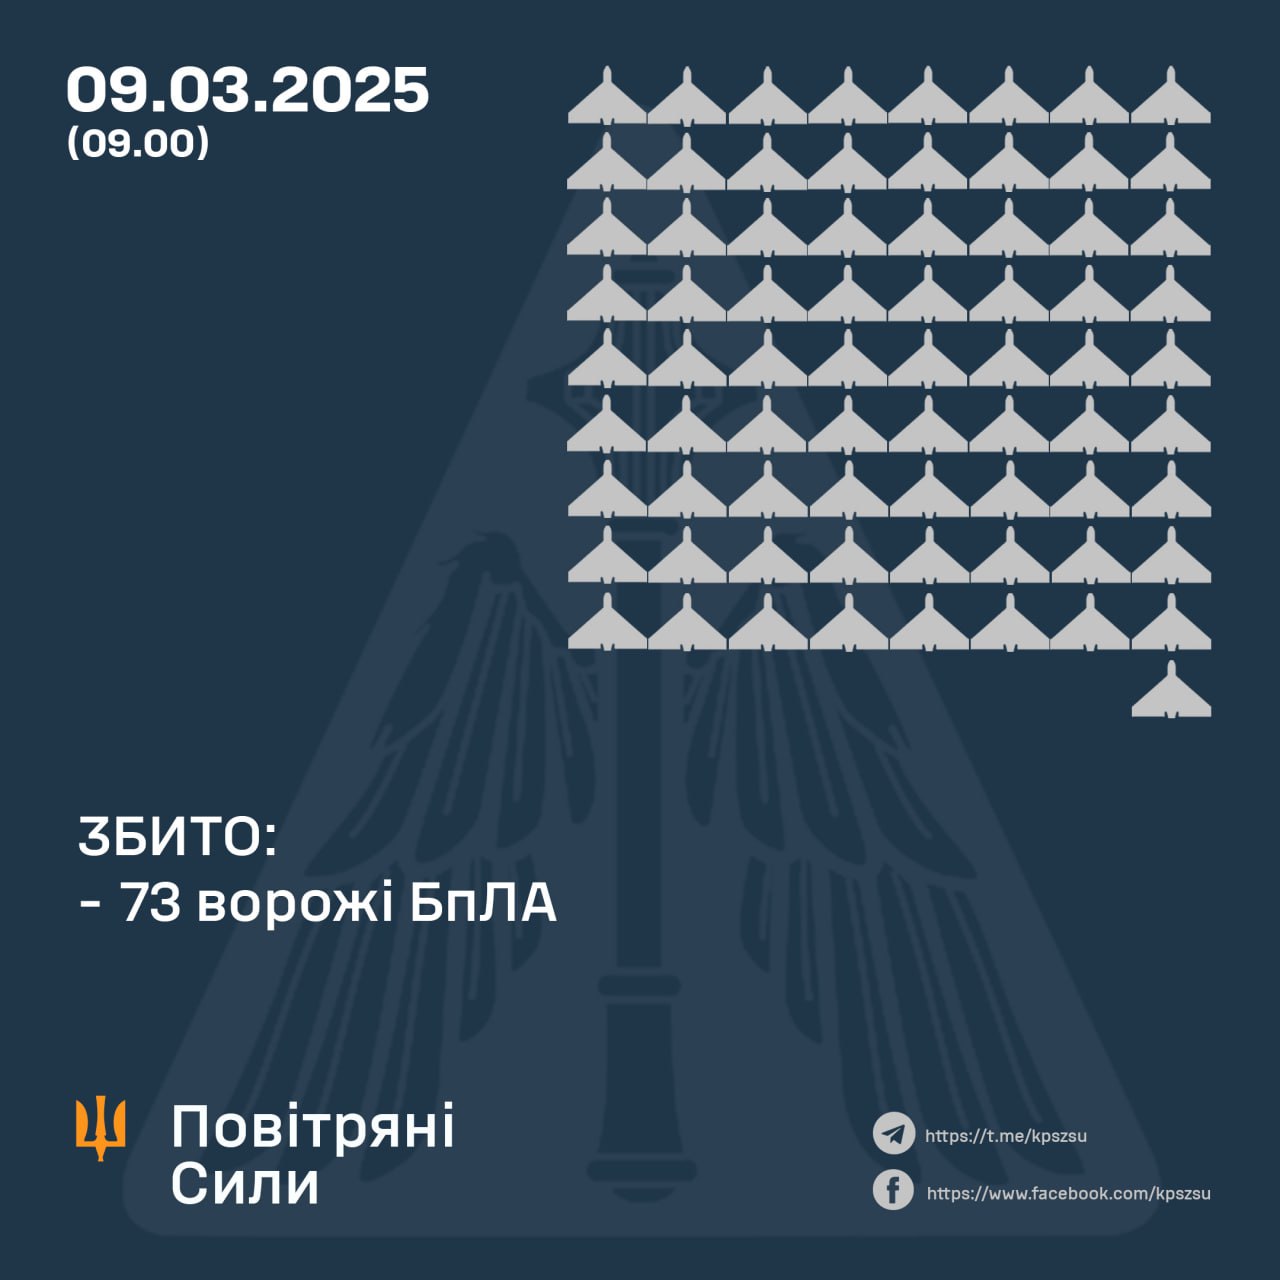 09.03.2025
(09.00)
ЗБИТО:
- 73 ворожі БпЛА
Повітряні
Сили
https://t.me/kpszsu
https://www.facebook.com/kpszsu